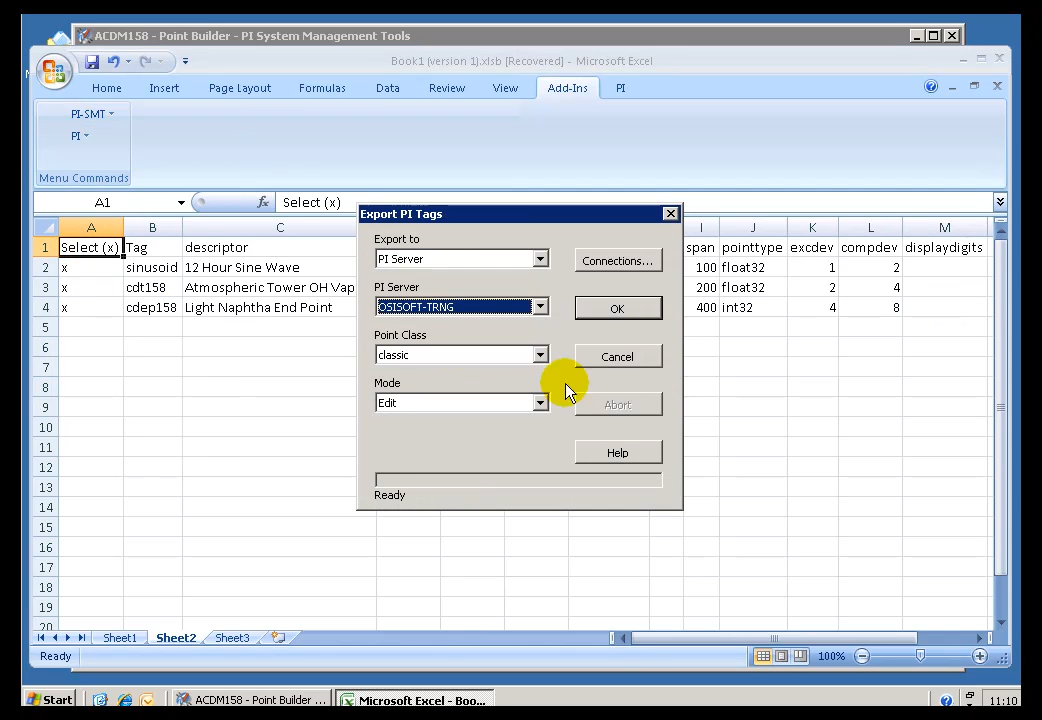 ACDM158 - Point Builder - PI System Management Tools
Book1 (version 1).xlsb [Recovered] - Microsoft Excel
Home Insert Page Layout Formulas Data Review View Add-Ins PI
PI-SMT
PI
Menu Commands
A1 fx Select (x)
A B C I J K L M
1 Select (x) Tag descriptor span pointtype excdev compdev displaydigits
2 x sinusoid 12 Hour Sine Wave 100 float32 1 2
3 x cdt158 Atmospheric Tower OH Vap 200 float32 2 4
4 x cdep158 Light Naphtha End Point 400 int32 4 8
5
6
7
8
9
10
11
12
13
14
15
16
17
18
19
20
Export PI Tags
Export to
PI Server Connections...
PI Server
OSISOFT-TRNG OK
Point Class
classic Cancel
Mode
Edit Abort
Help
Ready
Sheet1 Sheet2 Sheet3
Ready 100%
Start ACDM158 - Point Builder ... Microsoft Excel - Boo... 11:10